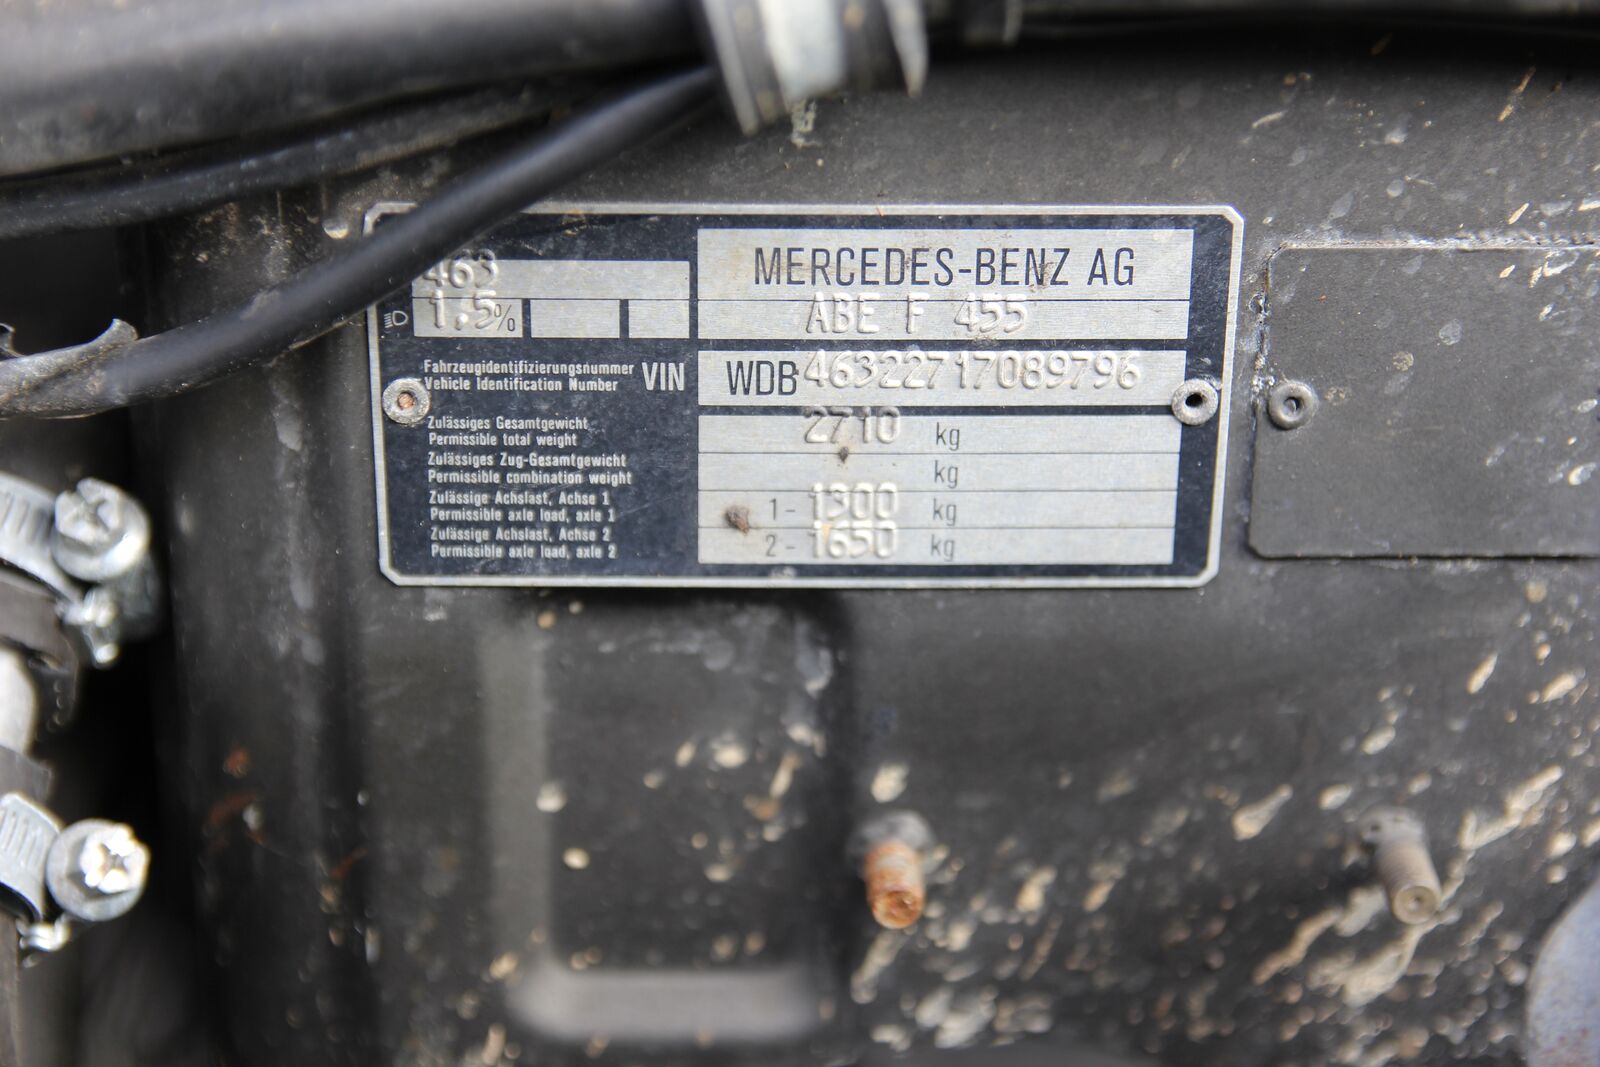 463
1.5%
MERCEDES-BENZ AG
ABE F 455
Fahrzeugidentifizierungsnummer
Vehicle Identification Number
VIN
WDB 46322717089796
Zulässiges Gesamtgewicht
Permissible total weight
2710 kg
Zulässiges Zug-Gesamtgewicht
Permissible combination weight
kg
Zulässige Achslast, Achse 1
Permissible axle load, axle 1
1- 1300 kg
Zulässige Achslast, Achse 2
Permissible axle load, axle 2
2- 1650 kg